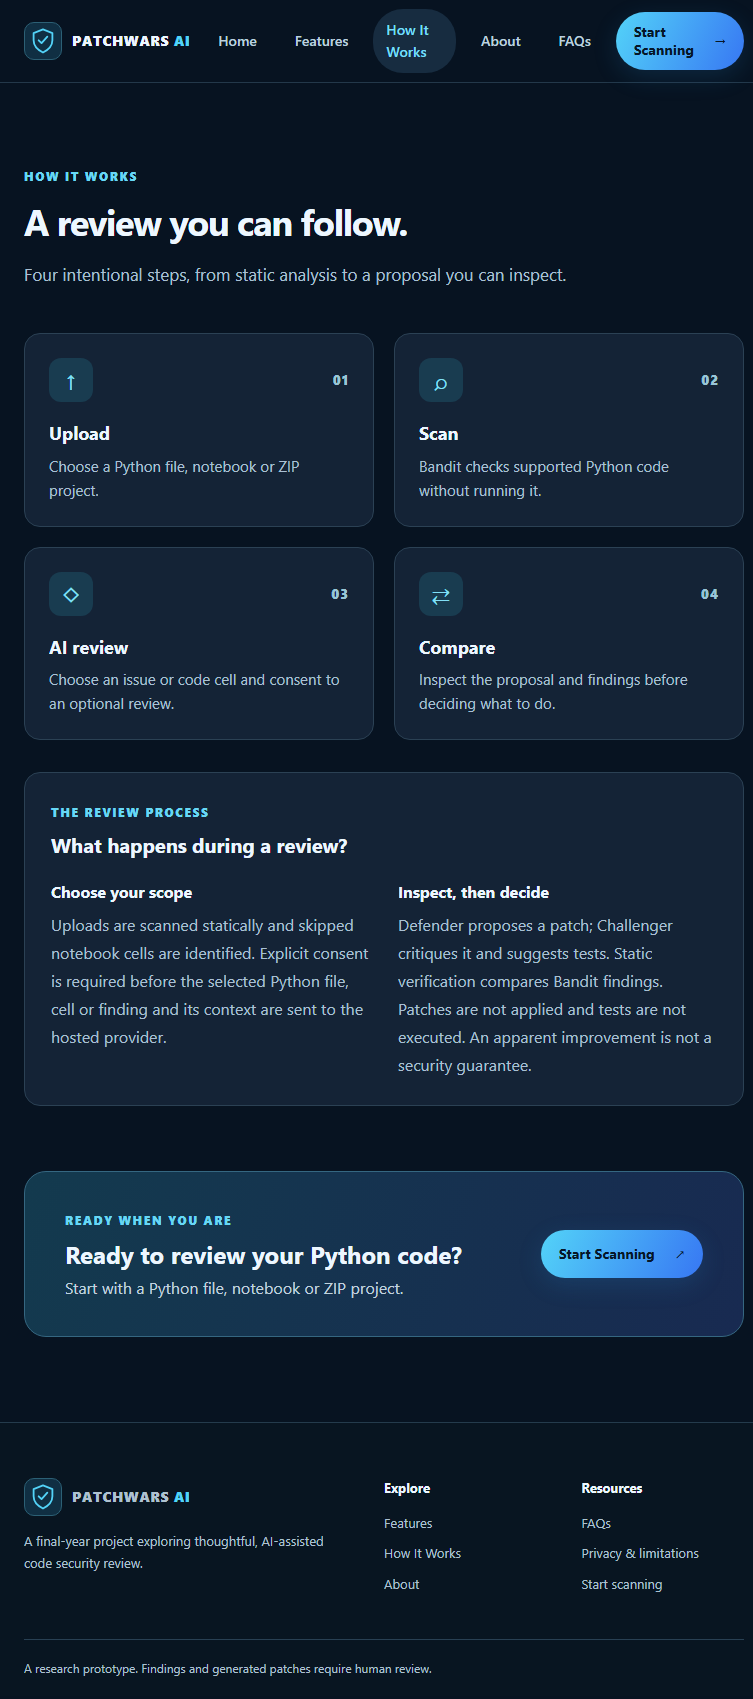 PATCHWARS AI
Home
Features
How It
Works
About
FAQs
Start
Scanning →
HOW IT WORKS
A review you can follow.
Four intentional steps, from static analysis to a proposal you can inspect.
↑
01
Upload
Choose a Python file, notebook or ZIP
project.
⌕
02
Scan
Bandit checks supported Python code
without running it.
◇
03
AI review
Choose an issue or code cell and consent to
an optional review.
⇄
04
Compare
Inspect the proposal and findings before
deciding what to do.
THE REVIEW PROCESS
What happens during a review?
Choose your scope
Uploads are scanned statically and skipped
notebook cells are identified. Explicit consent
is required before the selected Python file,
cell or finding and its context are sent to the
hosted provider.
Inspect, then decide
Defender proposes a patch; Challenger
critiques it and suggests tests. Static
verification compares Bandit findings.
Patches are not applied and tests are not
executed. An apparent improvement is not a
security guarantee.
READY WHEN YOU ARE
Ready to review your Python code?
Start with a Python file, notebook or ZIP project.
Start Scanning ↗
PATCHWARS AI
A final-year project exploring thoughtful, AI-assisted
code security review.
Explore
Features
How It Works
About
Resources
FAQs
Privacy & limitations
Start scanning
A research prototype. Findings and generated patches require human review.